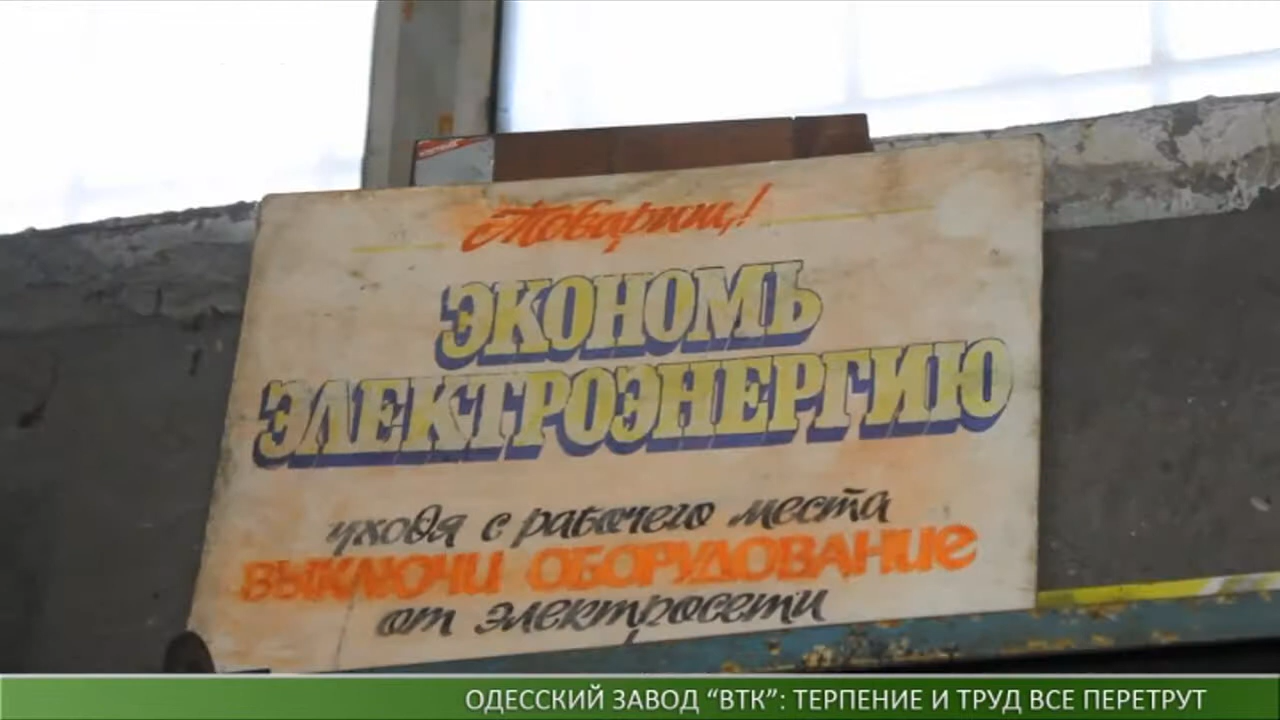 Товарищ!
ЭКОНОМЬ
ЭЛЕКТРОЭНЕРГИЮ
уходя с рабочего места
ВЫКЛЮЧИ ОБОРУДОВАНИЕ
от электросети
ОДЕССКИЙ ЗАВОД “ВТК”: ТЕРПЕНИЕ И ТРУД ВСЕ ПЕРЕТРУТ